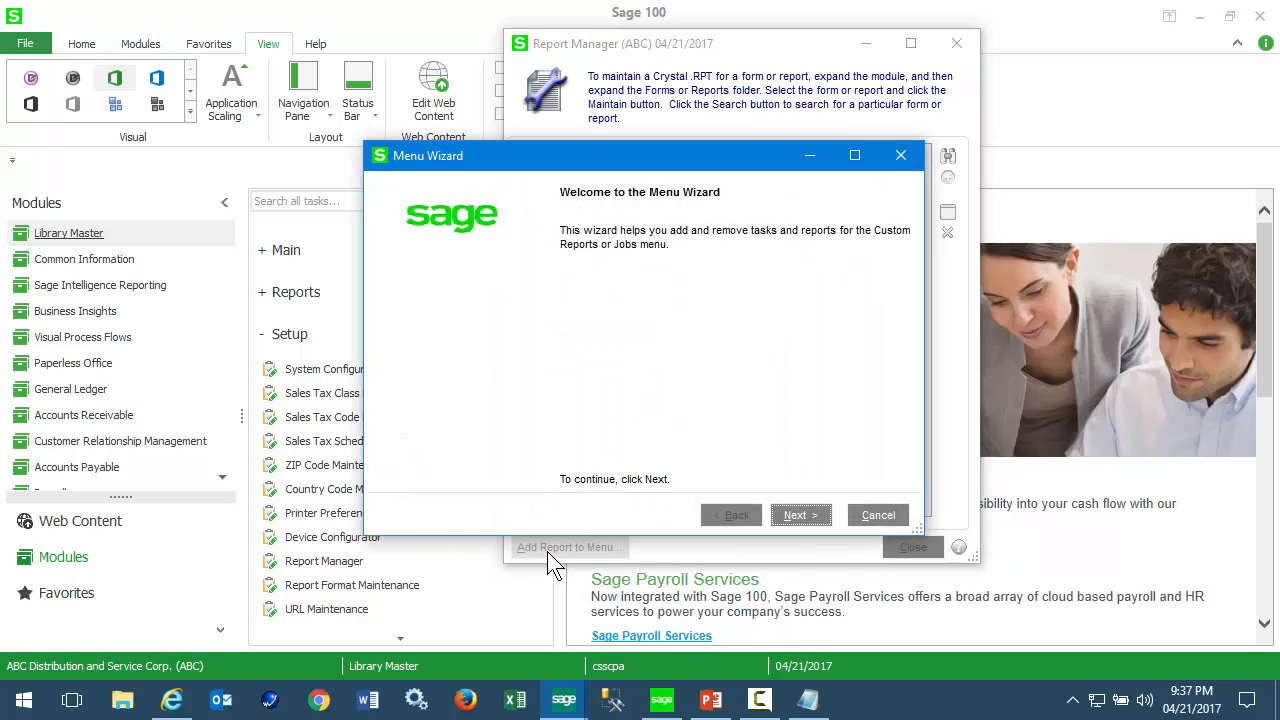 Sage 100
File
Home
Modules
Favorites
View
Help
Application
Scaling
Navigation
Pane
Status
Bar
Edit Web
Content
Visual
Layout
Web Content
Report Manager (ABC) 04/21/2017
To maintain a Crystal .RPT for a form or report, expand the module, and then
expand the Forms or Reports folder. Select the form or report and click the
Maintain button. Click the Search button to search for a particular form or
report.
Menu Wizard
sage
Welcome to the Menu Wizard
This wizard helps you add and remove tasks and reports for the Custom
Reports or Jobs menu.
To continue, click Next.
< Back
Next >
Cancel
Add Report to Menu...
Close
Modules
Library Master
Common Information
Sage Intelligence Reporting
Business Insights
Visual Process Flows
Paperless Office
General Ledger
Accounts Receivable
Customer Relationship Management
Accounts Payable
Web Content
Modules
Favorites
Search all tasks...
+ Main
+ Reports
- Setup
System Configur
Sales Tax Class
Sales Tax Code
Sales Tax Sched
ZIP Code Mainte
Country Code M
Printer Preferen
Device Configurator
Report Manager
Report Format Maintenance
URL Maintenance
sibility into your cash flow with our
Sage Payroll Services
Now integrated with Sage 100, Sage Payroll Services offers a broad array of cloud based payroll and HR
services to power your company's success.
Sage Payroll Services
ABC Distribution and Service Corp. (ABC)
Library Master
csscpa
04/21/2017
sage
sage
9:37 PM
04/21/2017